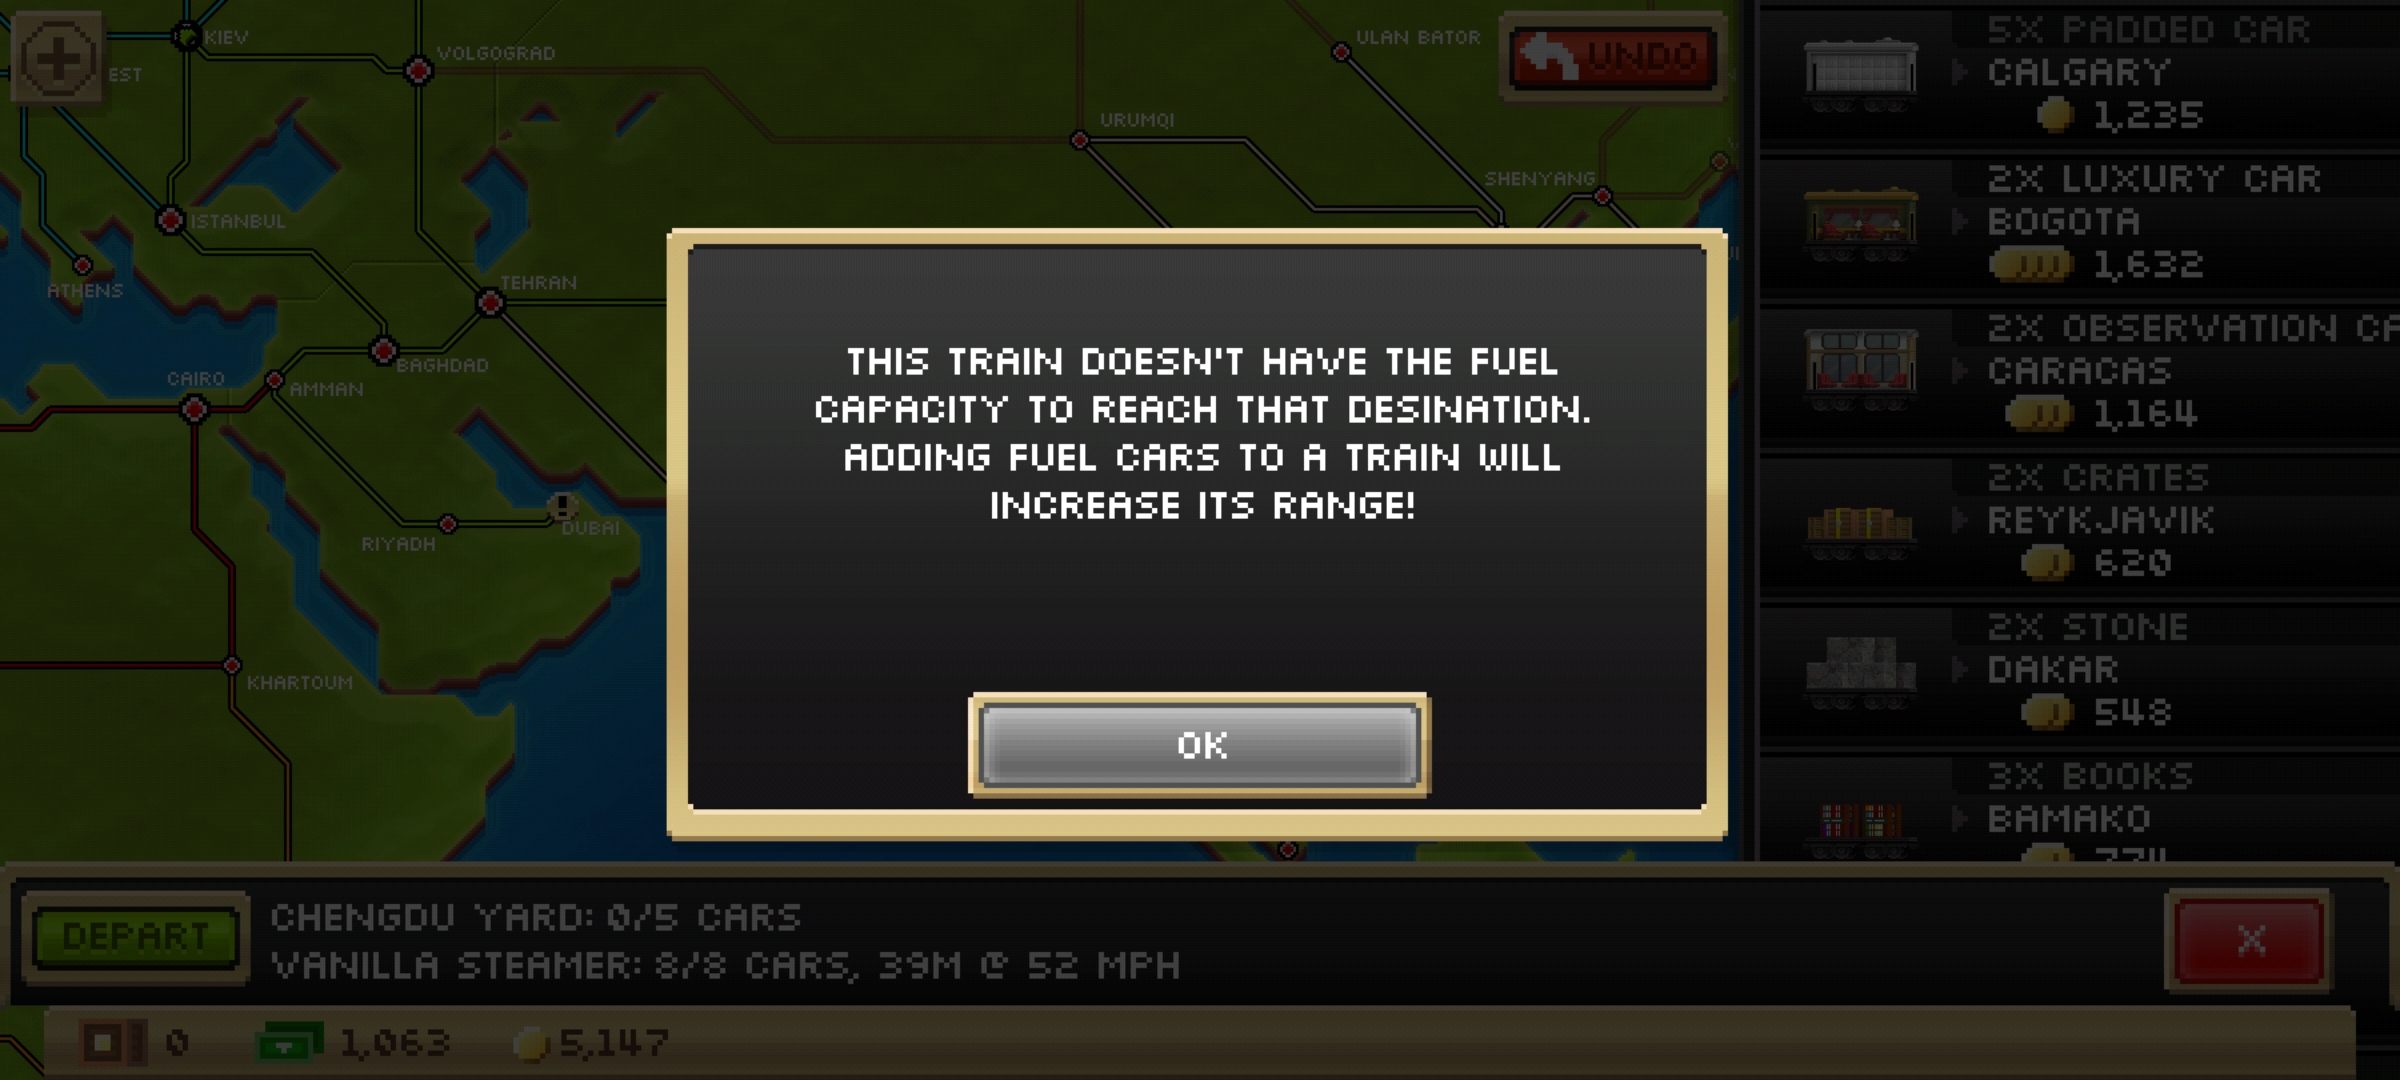 KIEV
EST
VOLGOGRAD
ULAN BATOR
UNDO
URUMQI
SHENYANG
ISTANBUL
ATHENS
TEHRAN
BAGHDAD
CAIRO
AMMAN
RIYADH
DUBAI
KHARTOUM
THIS TRAIN DOESN'T HAVE THE FUEL
CAPACITY TO REACH THAT DESINATION.
ADDING FUEL CARS TO A TRAIN WILL
INCREASE ITS RANGE!
OK
5X PADDED CAR
CALGARY
1,235
2X LUXURY CAR
BOGOTA
1,632
2X OBSERVATION CA
CARACAS
1,164
2X CRATES
REYKJAVIK
620
2X STONE
DAKAR
548
3X BOOKS
BAMAKO
DEPART
CHENGDU YARD: 0/5 CARS
VANILLA STEAMER: 8/8 CARS, 39M @ 52 MPH
X
0
1,063
5,147